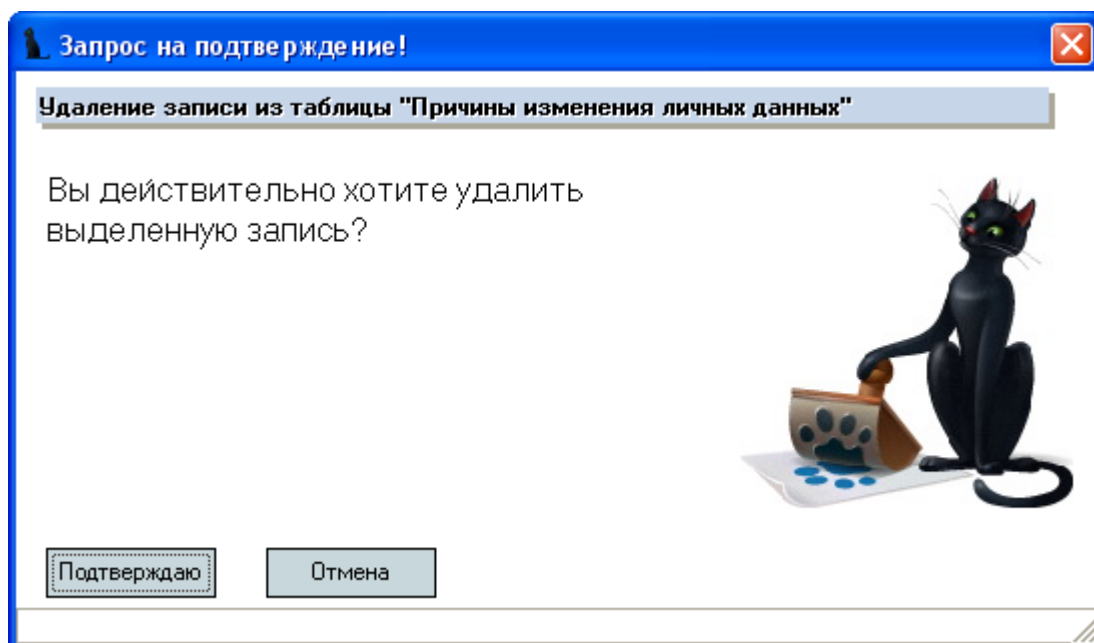 Запрос на подтверждение!
Удаление записи из таблицы "Причины изменения личных данных"
Вы действительно хотите удалить
выделенную запись?
Подтверждаю
Отмена